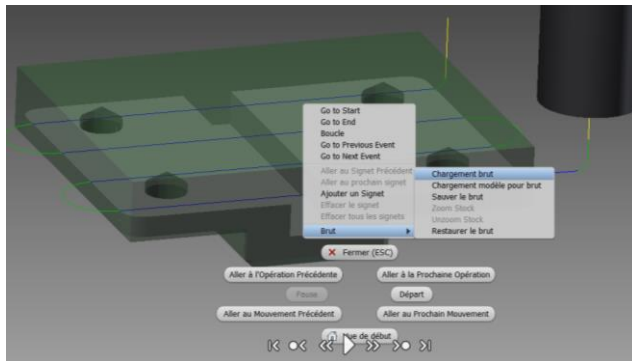 Go to Start
Go to End
Boucle
Go to Previous Event
Go to Next Event
Aller au Signet Précédent
Aller au prochain signet
Ajouter un Signet
Effacer le signet
Effacer tous les signets
Brut
Chargement brut
Chargement modèle pour brut
Sauver le brut
Zoom Stock
Unzoom Stock
Restaurer le brut
Fermer (ESC)
Aller à l'Opération Précédente
Aller à la Prochaine Opération
Pause
Départ
Aller au Mouvement Précédent
Aller au Prochain Mouvement
Vue de début